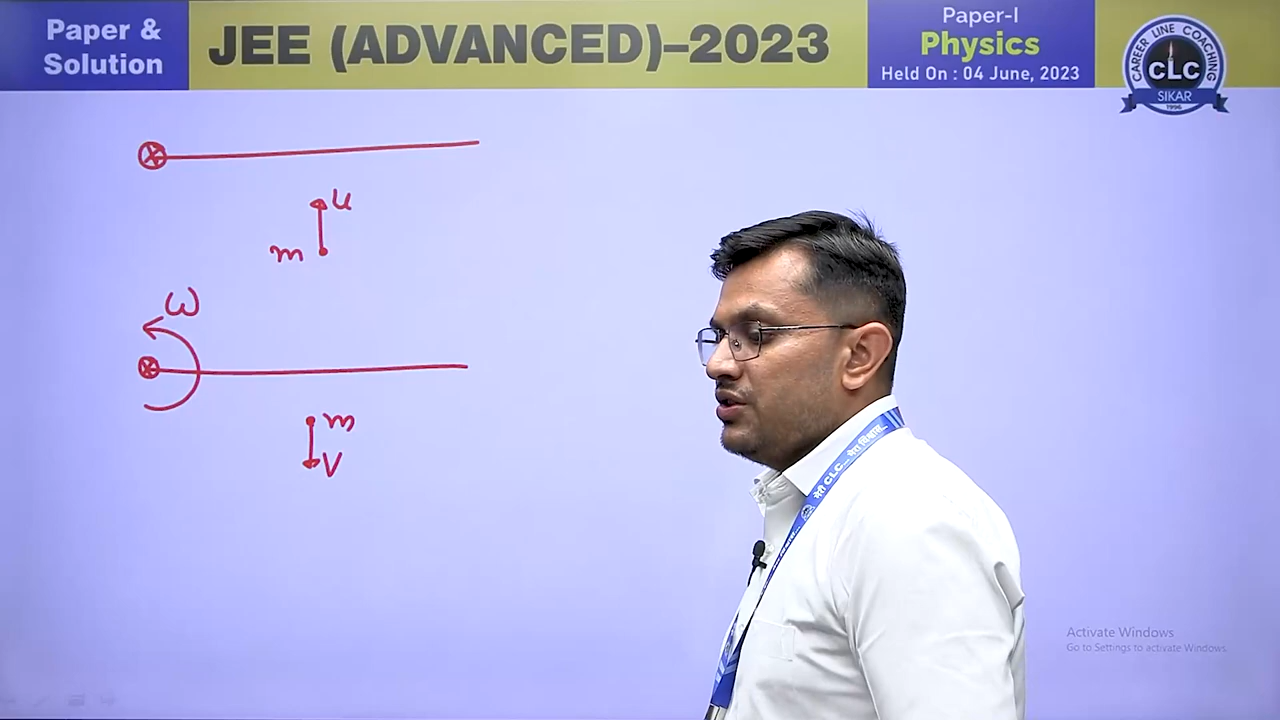 Paper &
Solution
JEE (ADVANCED)–2023
Paper-I
Physics
Held On : 04 June, 2023
CAREER LINE COACHING
CLC
SIKAR
1996
u
m
ω
m
v
Activate Windows
Go to Settings to activate Windows.